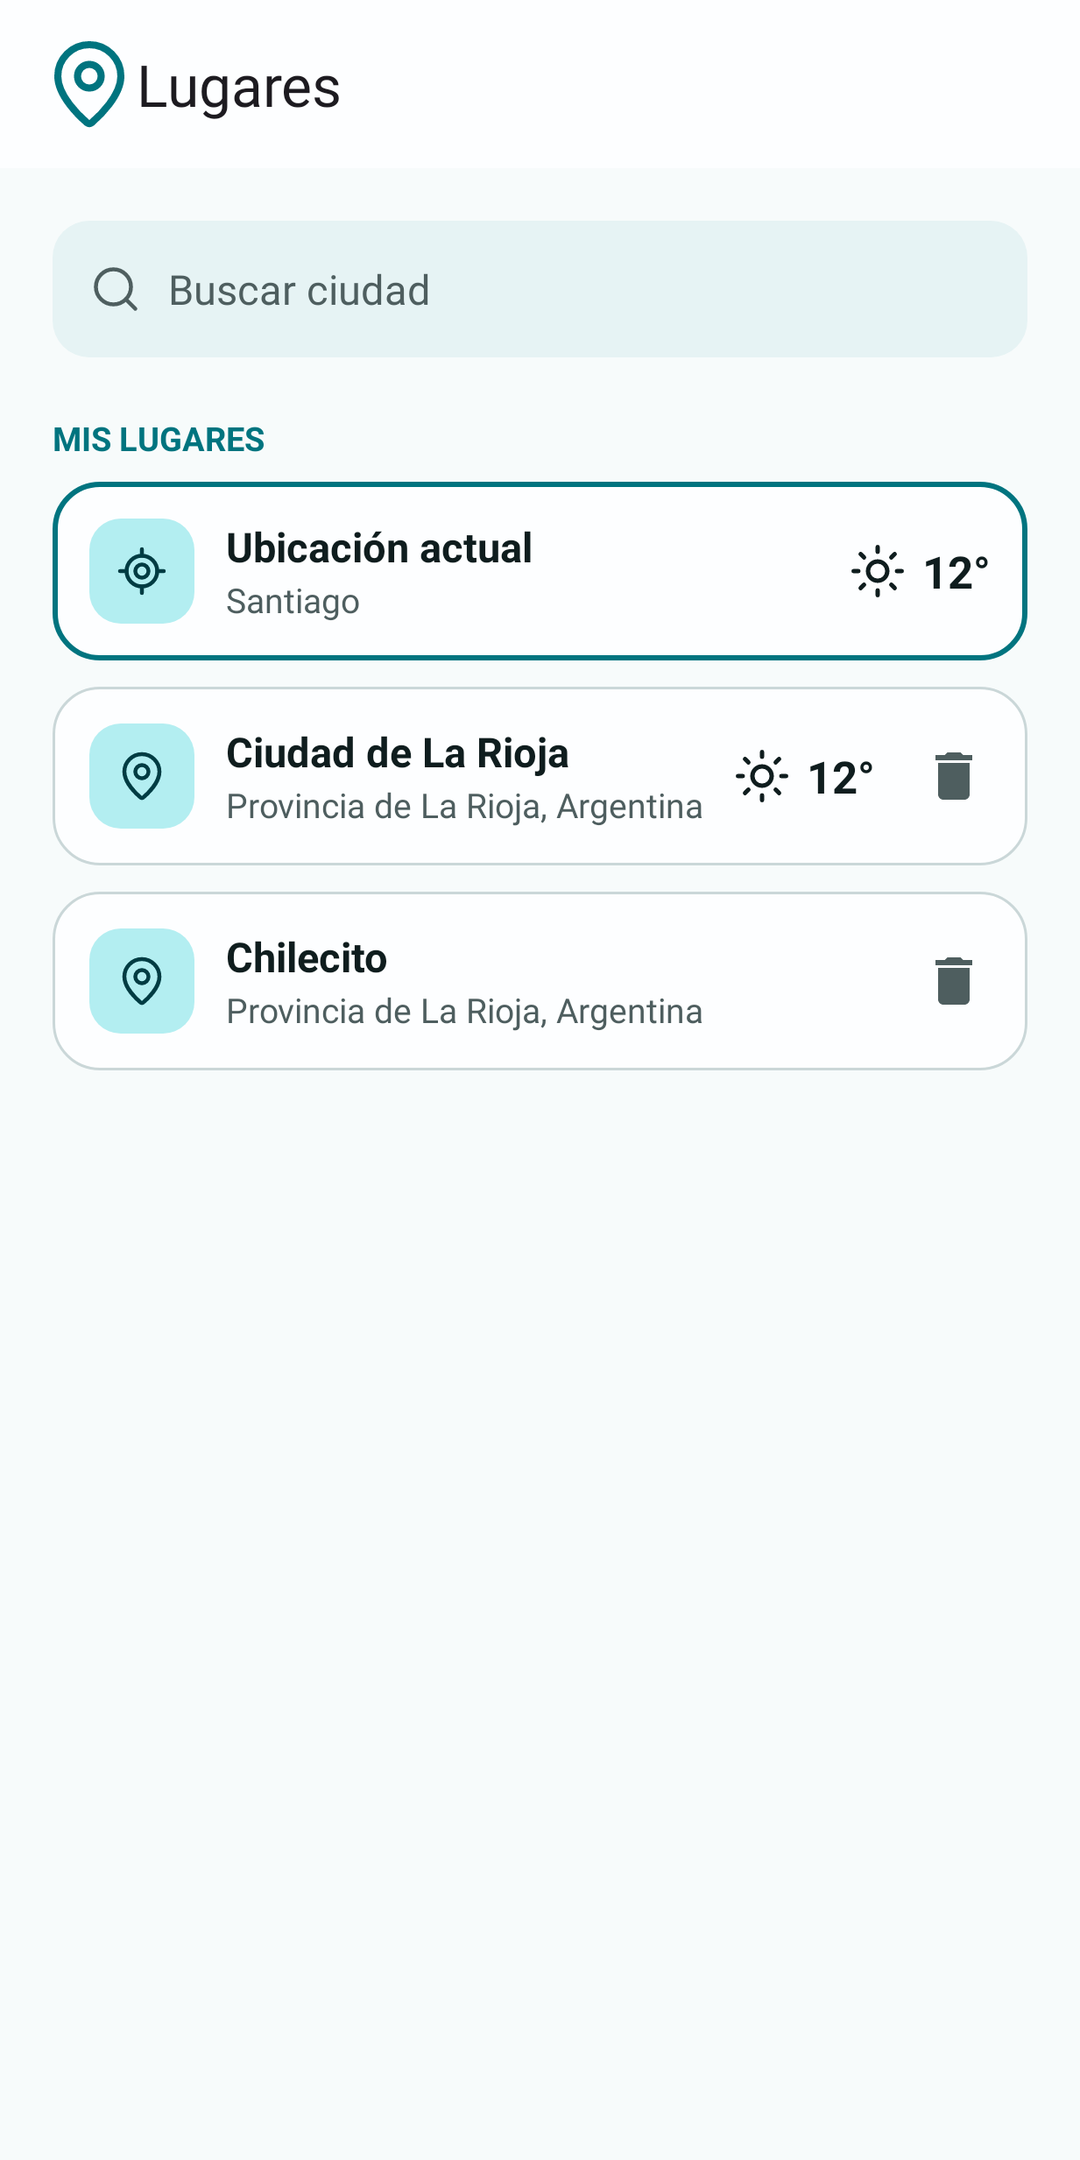 Lugares
Buscar ciudad
MIS LUGARES
Ubicación actual
Santiago
12°
Ciudad de La Rioja
Provincia de La Rioja, Argentina
12°
Chilecito
Provincia de La Rioja, Argentina